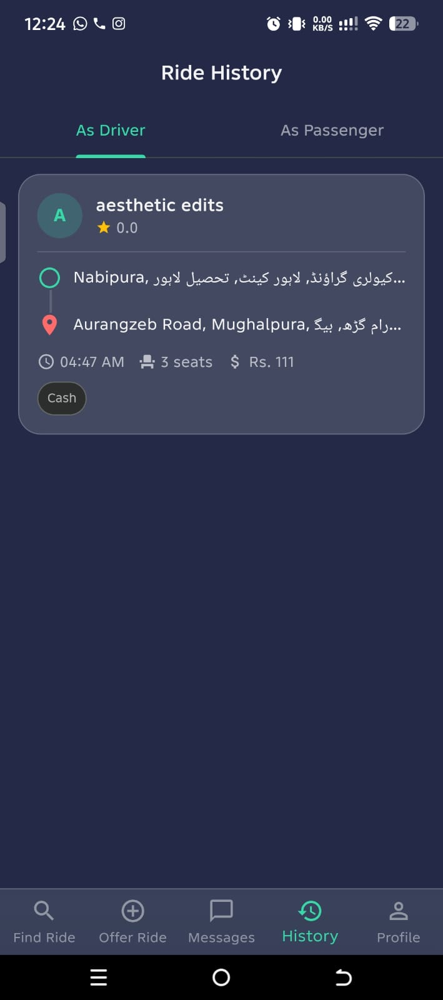 12:24
0.00 KB/S
22
Ride History
As Driver As Passenger
A
aesthetic edits
0.0
Nabipura, کیولری گراؤنڈ, لاہور کینٹ, تحصیل لاہور...
Aurangzeb Road, Mughalpura, رام گڑھ, بیگ...
04:47 AM 3 seats $ Rs. 111
Cash
Find Ride Offer Ride Messages History Profile